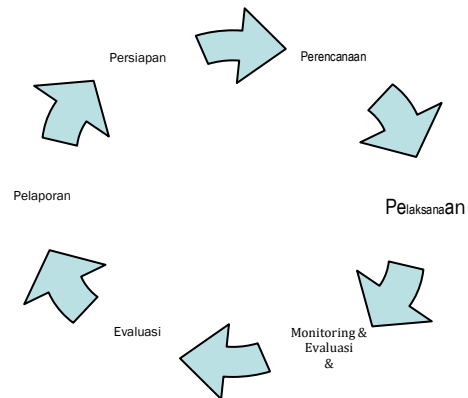 Persiapan
Perencanaan
Pelaksanaan
Monitoring &
Evaluasi
&
Evaluasi
Pelaporan